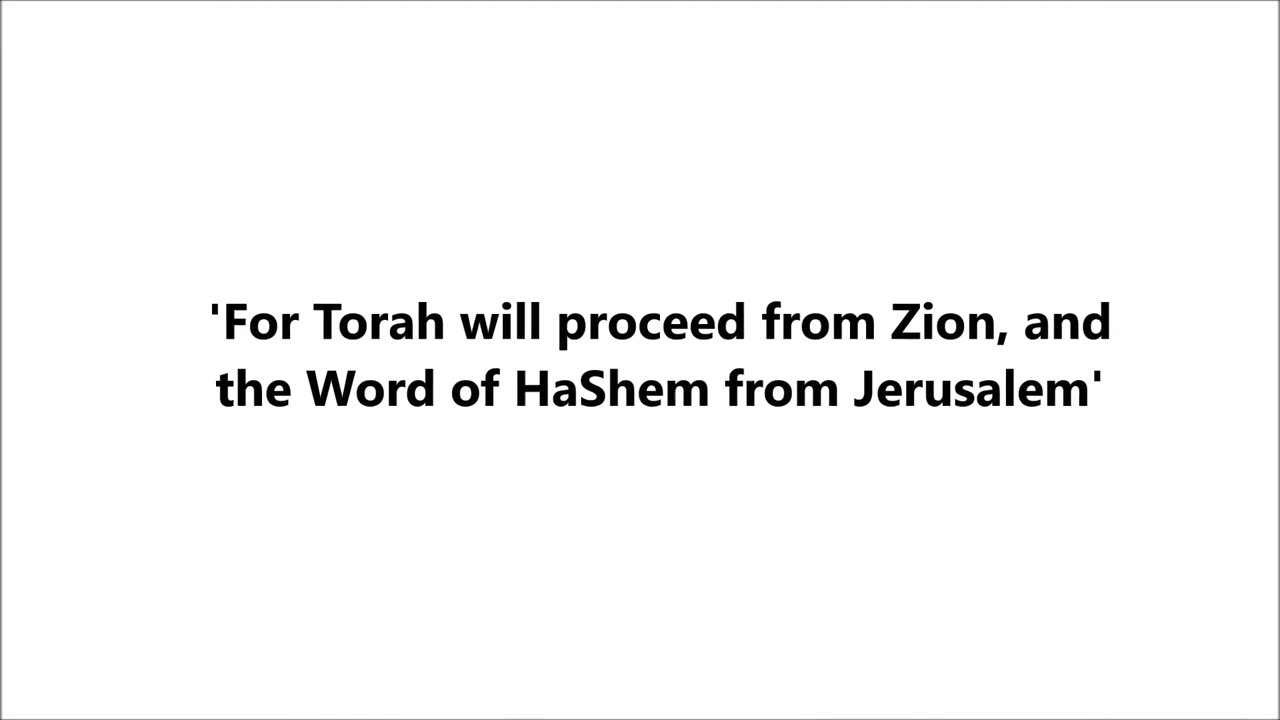 'For Torah will proceed from Zion, and
the Word of HaShem from Jerusalem'